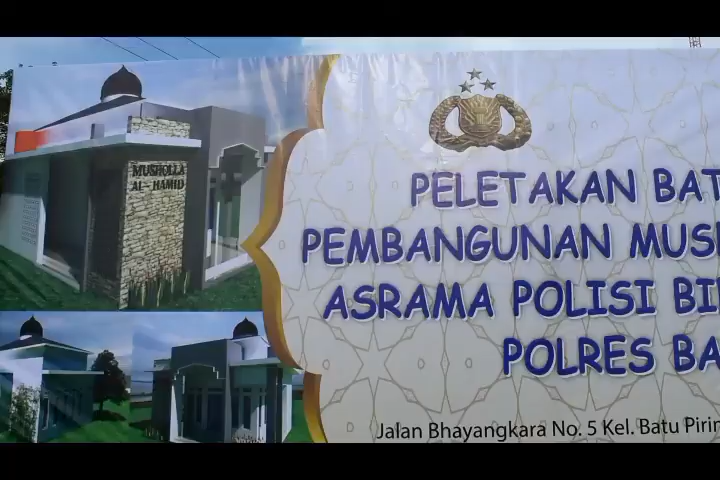 MUSHOLLA
AL-HAMID
PELETAKAN BAT
PEMBANGUNAN MUS
ASRAMA POLISI BI
POLRES BA
Jalan Bhayangkara No. 5 Kel. Batu Pirin